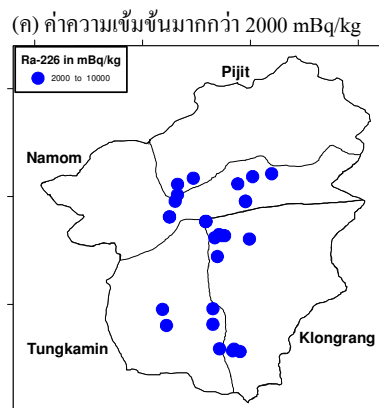 (ค) ค่าความเข้มข้นมากกว่า 2000 mBq/kg
Ra-226 in mBq/kg
2000 to 10000
Pijit
Namom
Klongrang
Tungkamin